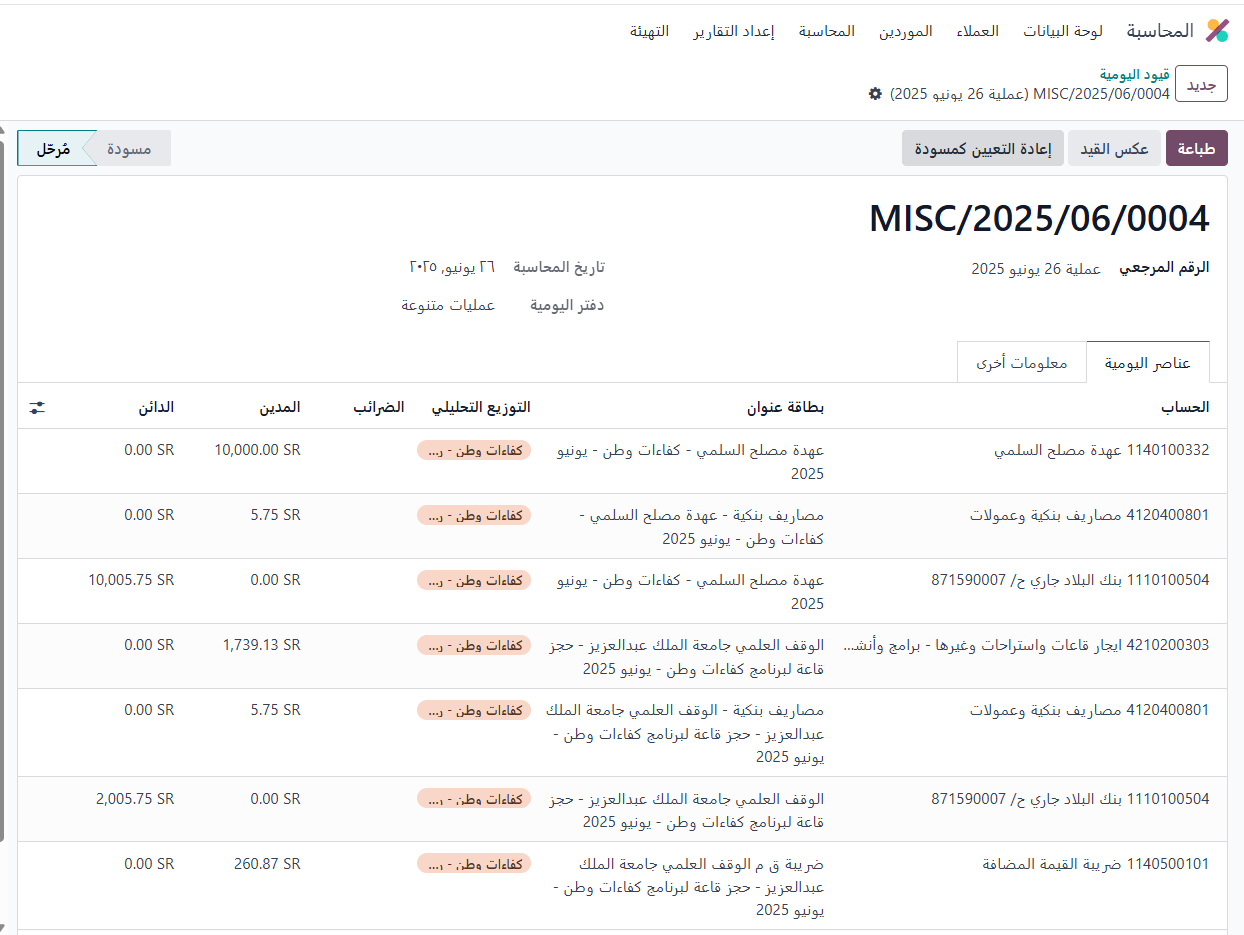 المحاسبة لوحة البيانات العملاء الموردين المحاسبة إعداد التقارير التهيئة
جديد
قيود اليومية
MISC/2025/06/0004 (عملية 26 يونيو 2025)
طباعة عكس القيد إعادة التعيين كمسودة مسودة مُرحّل
MISC/2025/06/0004
الرقم المرجعي عملية 26 يونيو 2025 تاريخ المحاسبة ٢٦ يونيو, ٢٠٢٥
دفتر اليومية عمليات متنوعة
عناصر اليومية معلومات أخرى
الحساب بطاقة عنوان التوزيع التحليلي الضرائب المدين الدائن
1140100332 عهدة مصلح السلمي عهدة مصلح السلمي - كفاءات وطن - يونيو كفاءات وطن - ر... 10,000.00 SR 0.00 SR
2025
4120400801 مصاريف بنكية وعمولات مصاريف بنكية - عهدة مصلح السلمي - كفاءات وطن - ر... 5.75 SR 0.00 SR
كفاءات وطن - يونيو 2025
1110100504 بنك البلاد جاري ح/ 871590007 عهدة مصلح السلمي - كفاءات وطن - يونيو كفاءات وطن - ر... 0.00 SR 10,005.75 SR
2025
4210200303 ايجار قاعات واستراحات وغيرها - برامج وأنش... الوقف العلمي جامعة الملك عبدالعزيز - حجز كفاءات وطن - ر... 1,739.13 SR 0.00 SR
قاعة لبرنامج كفاءات وطن - يونيو 2025
4120400801 مصاريف بنكية وعمولات مصاريف بنكية - الوقف العلمي جامعة الملك كفاءات وطن - ر... 5.75 SR 0.00 SR
عبدالعزيز - حجز قاعة لبرنامج كفاءات وطن -
يونيو 2025
1110100504 بنك البلاد جاري ح/ 871590007 الوقف العلمي جامعة الملك عبدالعزيز - حجز كفاءات وطن - ر... 0.00 SR 2,005.75 SR
قاعة لبرنامج كفاءات وطن - يونيو 2025
1140500101 ضريبة القيمة المضافة ضريبة ق م الوقف العلمي جامعة الملك كفاءات وطن - ر... 260.87 SR 0.00 SR
عبدالعزيز - حجز قاعة لبرنامج كفاءات وطن -
يونيو 2025